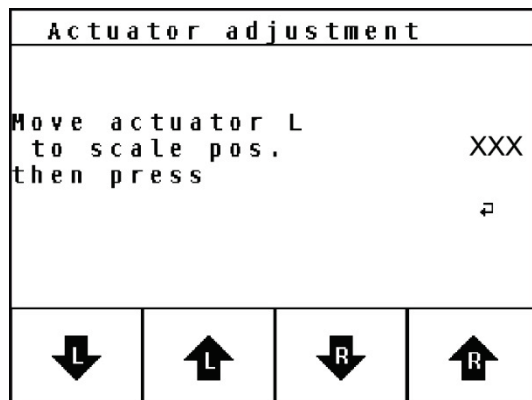 Actuator adjustment
Move actuator L
to scale pos. XXX
then press
↵
L L R R